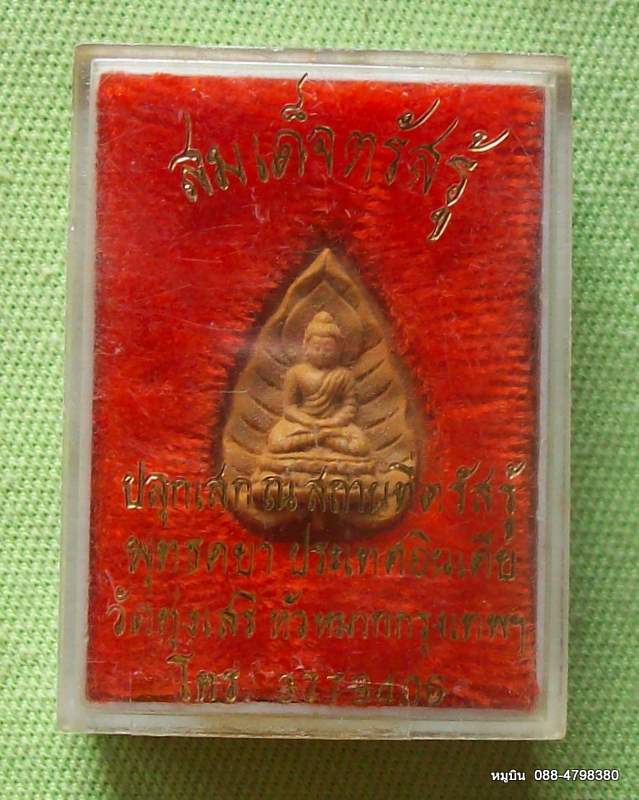 สมเด็จตรัสรู้
ปลุกเสก ณ สถานที่ตรัสรู้
พุทธคยา ประเทศอินเดีย
วัดทุ่งเสรี หัวหมากกรุงเทพฯ
โทร.
หมูบิน 088-4798380